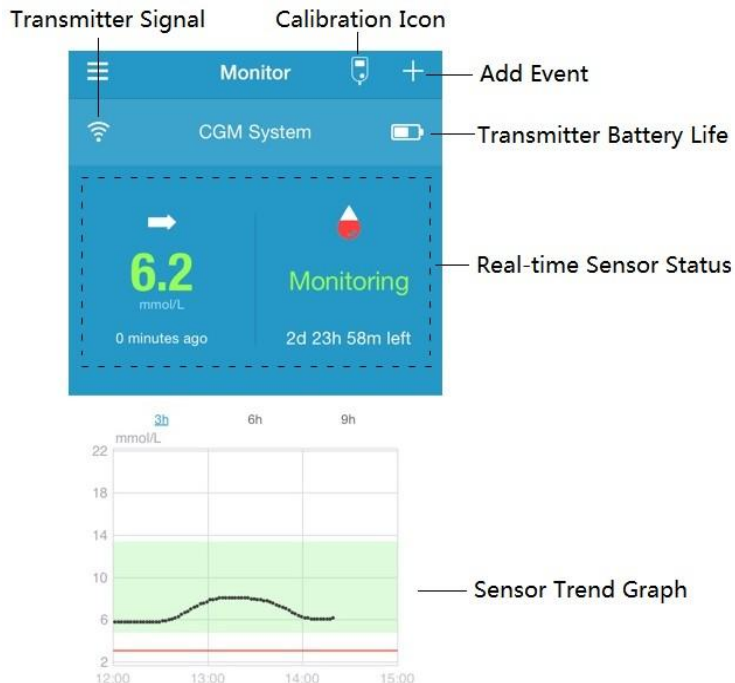 Transmitter Signal
Calibration Icon
Monitor
Add Event
CGM System
Transmitter Battery Life
6.2
mmol/L
0 minutes ago
Monitoring
2d 23h 58m left
Real-time Sensor Status
3h 6h 9h
mmol/L
22
18
14
10
6
2
12:00 13:00 14:00 15:00
Sensor Trend Graph